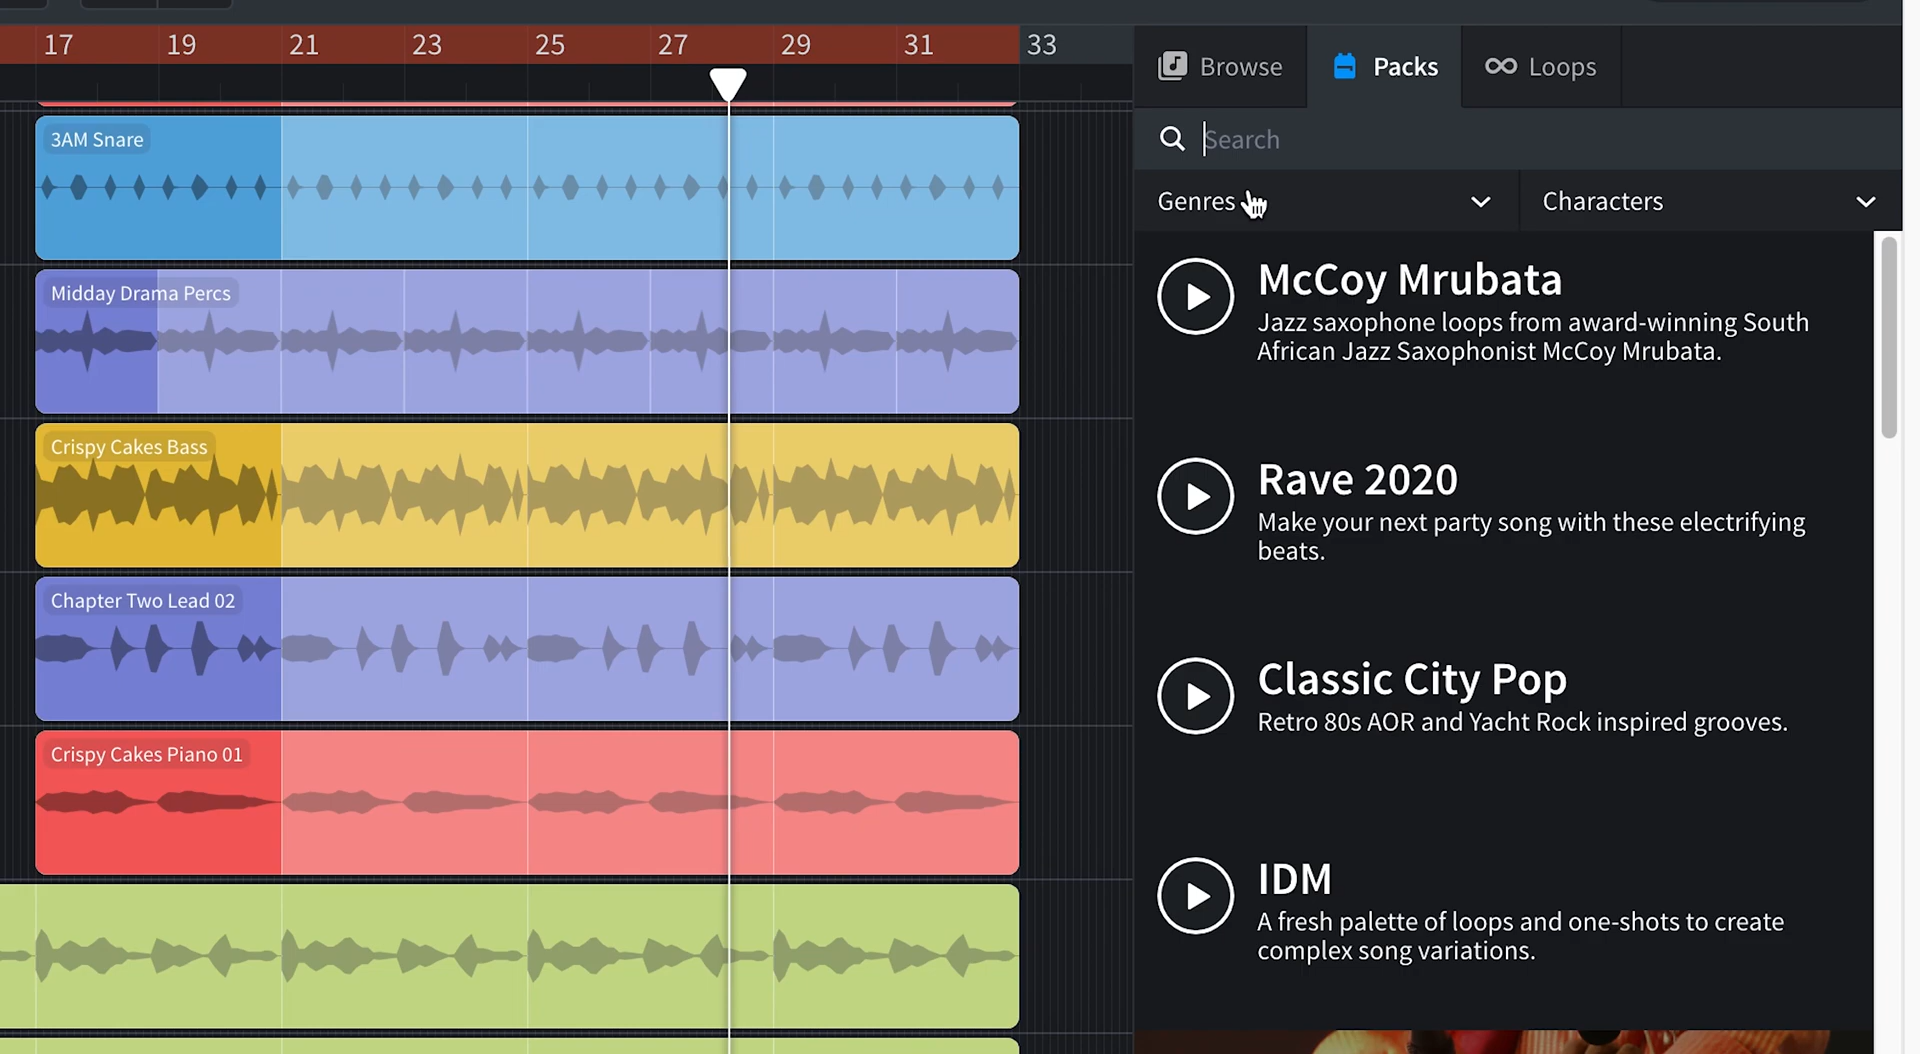 17 19 21 23 25 27 29 31 33
3AM Snare
Midday Drama Percs
Crispy Cakes Bass
Chapter Two Lead 02
Crispy Cakes Piano 01
Browse Packs Loops
Search
Genres Characters
McCoy Mrubata
Jazz saxophone loops from award-winning South
African Jazz Saxophonist McCoy Mrubata.
Rave 2020
Make your next party song with these electrifying
beats.
Classic City Pop
Retro 80s AOR and Yacht Rock inspired grooves.
IDM
A fresh palette of loops and one-shots to create
complex song variations.